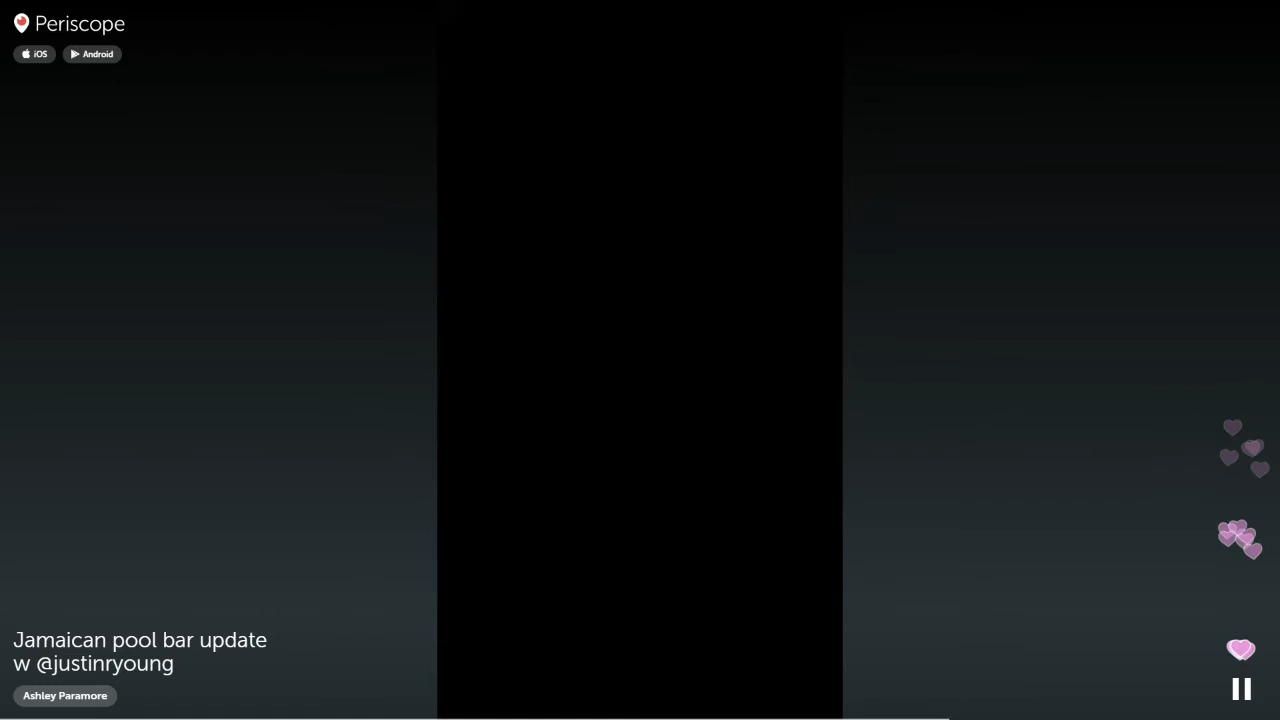 Periscope
iOS
Android
Jamaican pool bar update
w @justinryoung
Ashley Paramore